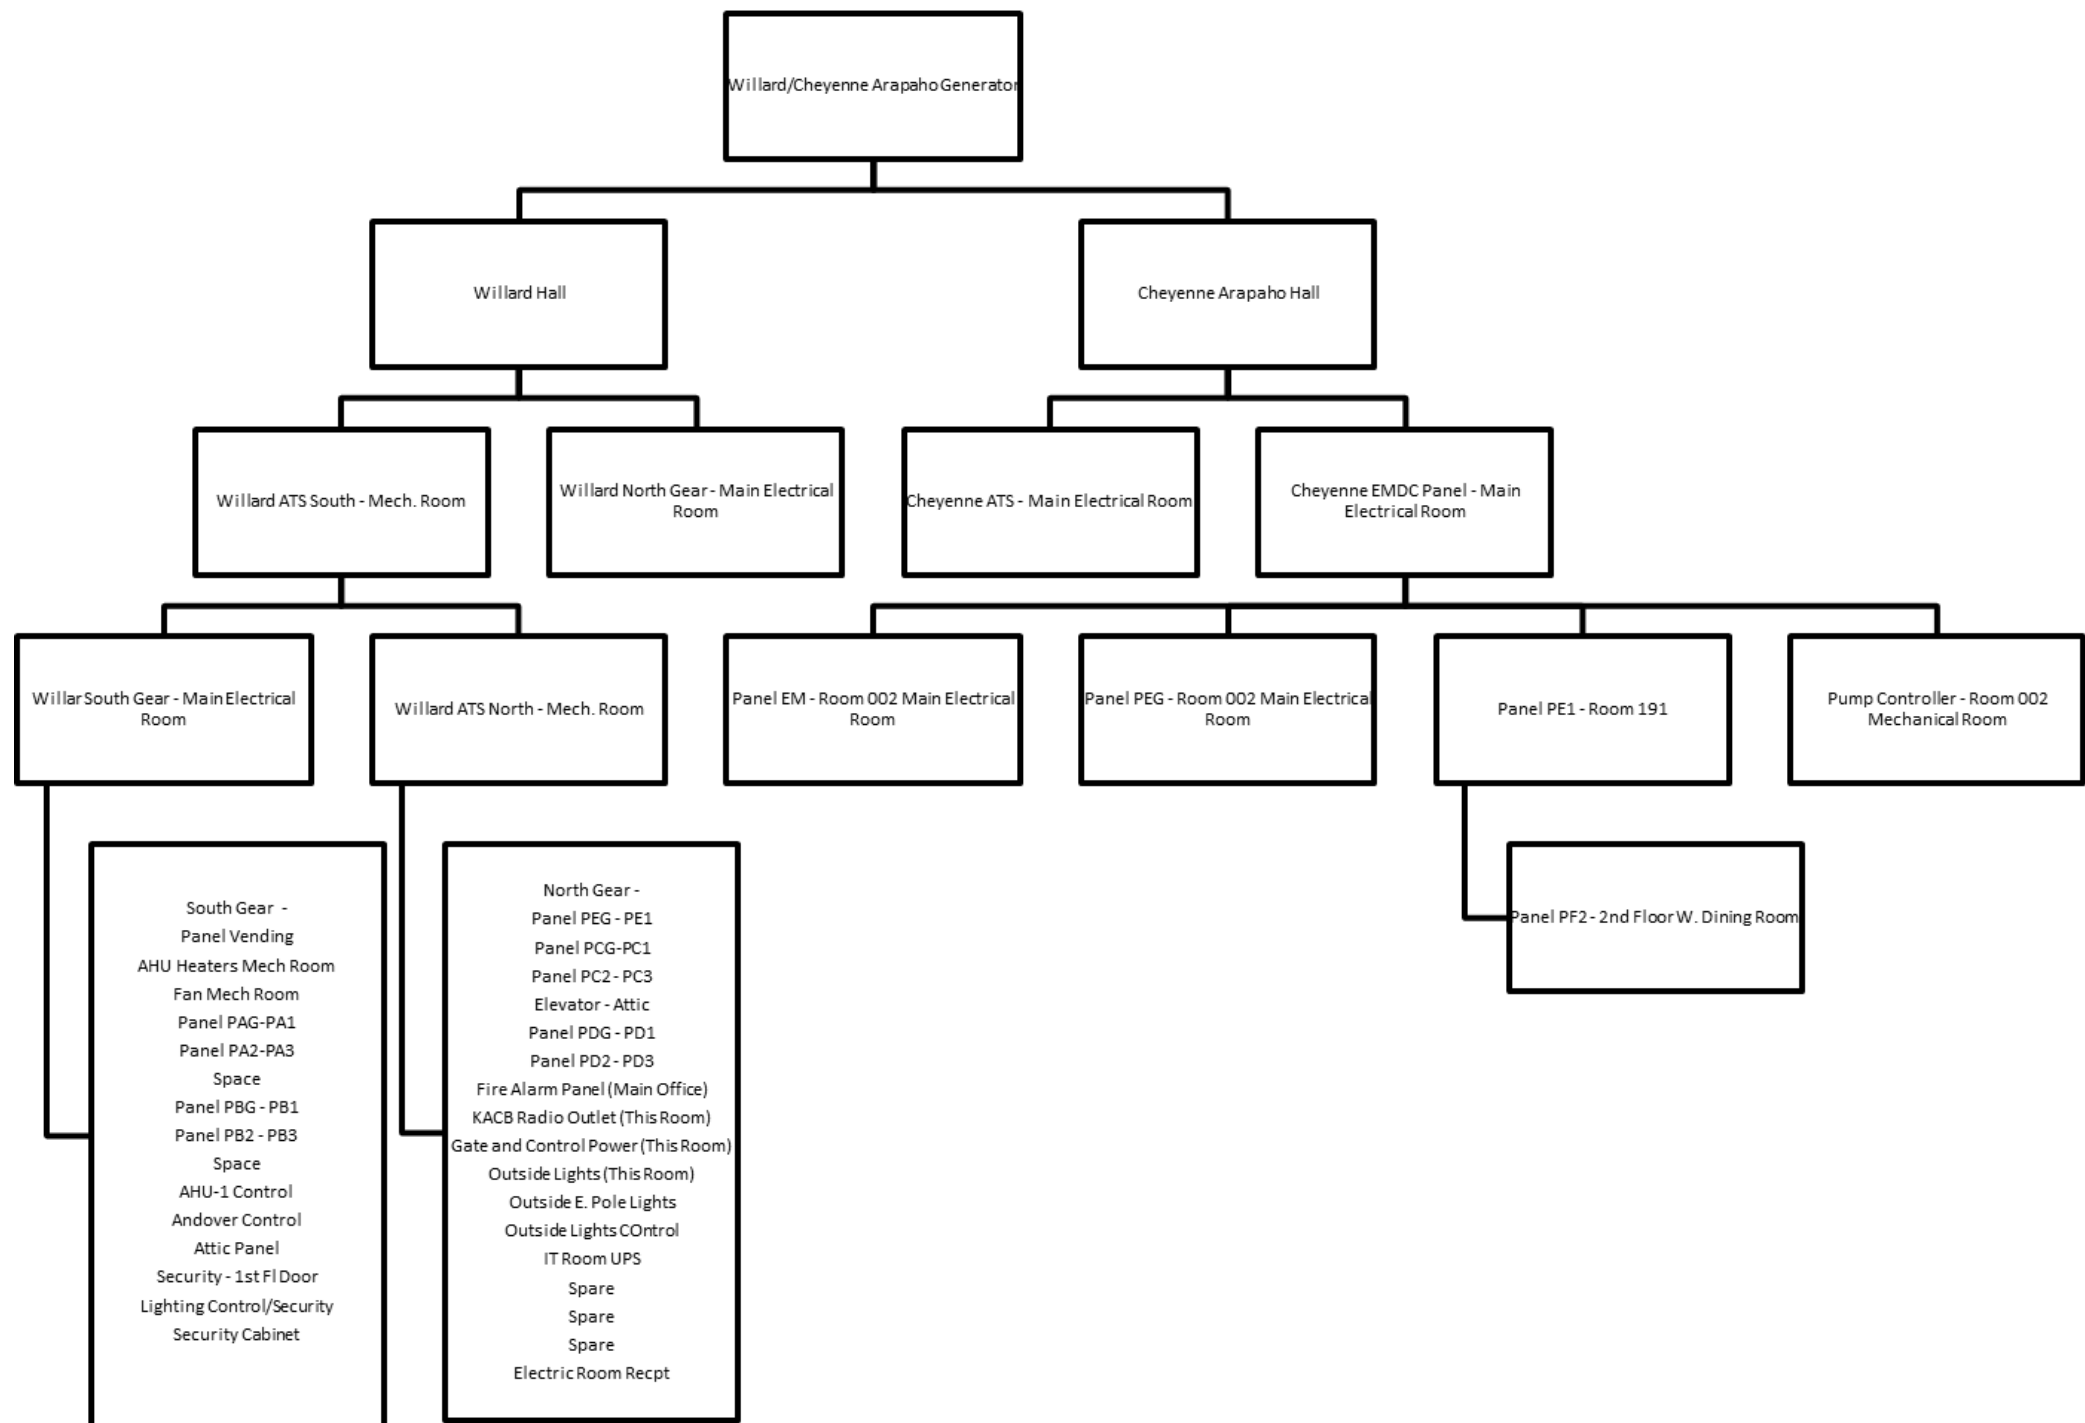 Willard/Cheyenne Arapaho Generator
Willard Hall
Cheyenne Arapaho Hall
Willard ATS South - Mech. Room
Willard North Gear - Main Electrical
Room
Cheyenne ATS - Main Electrical Room
Cheyenne EMDC Panel - Main
Electrical Room
Willar South Gear - Main Electrical
Room
Willard ATS North - Mech. Room
Panel EM - Room 002 Main Electrical
Room
Panel PEG - Room 002 Main Electrical
Room
Panel PE1 - Room 191
Pump Controller - Room 002
Mechanical Room
South Gear -
Panel Vending
AHU Heaters Mech Room
Fan Mech Room
Panel PAG-PA1
Panel PA2-PA3
Space
Panel PBG - PB1
Panel PB2 - PB3
Space
AHU-1 Control
Andover Control
Attic Panel
Security - 1st Fl Door
Lighting Control/Security
Security Cabinet
North Gear -
Panel PEG - PE1
Panel PCG-PC1
Panel PC2 - PC3
Elevator - Attic
Panel PDG - PD1
Panel PD2 - PD3
Fire Alarm Panel (Main Office)
KACB Radio Outlet (This Room)
Gate and Control Power (This Room)
Outside Lights (This Room)
Outside E. Pole Lights
Outside Lights COntrol
IT Room UPS
Spare
Spare
Spare
Electric Room Recpt
Panel PF2 - 2nd Floor W. Dining Room